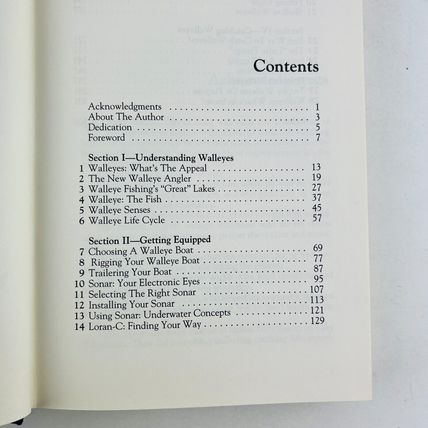 Contents
Acknowledgments . . . . . . . . . . . . . . . . . . . . . . 1
About The Author . . . . . . . . . . . . . . . . . . . . . 3
Dedication . . . . . . . . . . . . . . . . . . . . . . . . . . 5
Foreword . . . . . . . . . . . . . . . . . . . . . . . . . . . 7
Section I—Understanding Walleyes
1 Walleyes: What's The Appeal . . . . . . . . . . . . . 13
2 The New Walleye Angler . . . . . . . . . . . . . . . . 19
3 Walleye Fishing's "Great" Lakes . . . . . . . . . . . . 27
4 Walleye: The Fish . . . . . . . . . . . . . . . . . . . . . 37
5 Walleye Senses . . . . . . . . . . . . . . . . . . . . . . . 45
6 Walleye Life Cycle . . . . . . . . . . . . . . . . . . . . 57
Section II—Getting Equipped
7 Choosing A Walleye Boat . . . . . . . . . . . . . . . . 69
8 Rigging Your Walleye Boat . . . . . . . . . . . . . . . 77
9 Trailering Your Boat . . . . . . . . . . . . . . . . . . . 87
10 Sonar: Your Electronic Eyes . . . . . . . . . . . . . . 95
11 Selecting The Right Sonar . . . . . . . . . . . . . . . 107
12 Installing Your Sonar . . . . . . . . . . . . . . . . . . 113
13 Using Sonar: Underwater Concepts . . . . . . . . . . 121
14 Loran-C: Finding Your Way . . . . . . . . . . . . . . 129